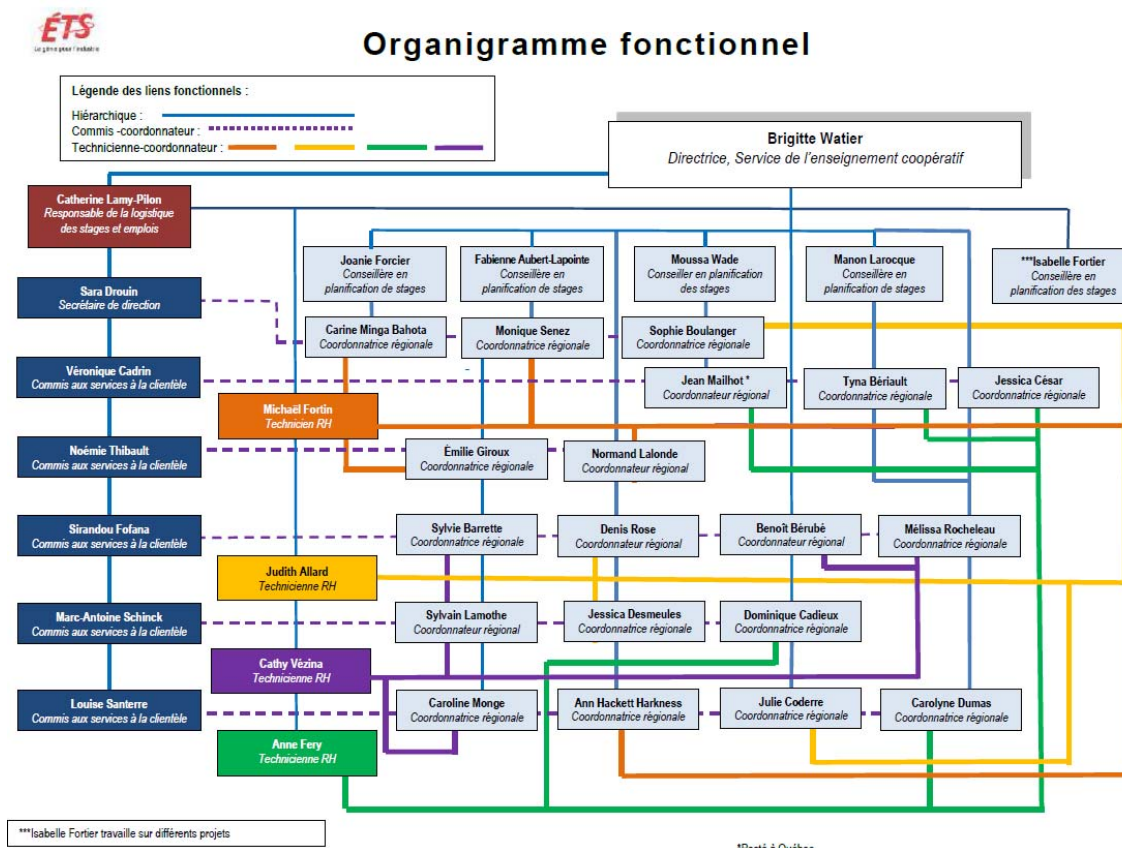 ÉTS
Le génie pour l'industrie
Organigramme fonctionnel
Légende des liens fonctionnels :
Hiérarchique :
Commis -coordonnateur :
Technicienne-coordonnateur :
Brigitte Watier
Directrice, Service de l'enseignement coopératif
Catherine Lamy-Pilon
Responsable de la logistique
des stages et emplois
Joanie Forcier
Conseillère en
planification de stages
Fabienne Aubert-Lapointe
Conseillère en
planification de stages
Moussa Wade
Conseiller en planification
des stages
Manon Larocque
Conseillère en
planification de stages
***Isabelle Fortier
Conseillère en
planification des stages
Sara Drouin
Secrétaire de direction
Carine Minga Bahota
Coordonnatrice régionale
Monique Senez
Coordonnatrice régionale
Sophie Boulanger
Coordonnatrice régionale
Véronique Cadrin
Commis aux services à la clientèle
Jean Mailhot *
Coordonnateur régional
Tyna Bériault
Coordonnatrice régionale
Jessica César
Coordonnatrice régionale
Michaël Fortin
Technicien RH
Noémie Thibault
Commis aux services à la clientèle
Émilie Giroux
Coordonnatrice régionale
Normand Lalonde
Coordonnateur régional
Sirandou Fofana
Commis aux services à la clientèle
Sylvie Barrette
Coordonnatrice régionale
Denis Rose
Coordonnateur régional
Benoît Bérubé
Coordonnateur régional
Mélissa Rocheleau
Coordonnatrice régionale
Judith Allard
Technicienne RH
Marc-Antoine Schinck
Commis aux services à la clientèle
Sylvain Lamothe
Coordonnateur régional
Jessica Desmeules
Coordonnatrice régionale
Dominique Cadieux
Coordonnatrice régionale
Cathy Vézina
Technicienne RH
Louise Santerre
Commis aux services à la clientèle
Caroline Monge
Coordonnatrice régionale
Ann Hackett Harkness
Coordonnatrice régionale
Julie Coderre
Coordonnatrice régionale
Carolyne Dumas
Coordonnatrice régionale
Anne Fery
Technicienne RH
***Isabelle Fortier travaille sur différents projets